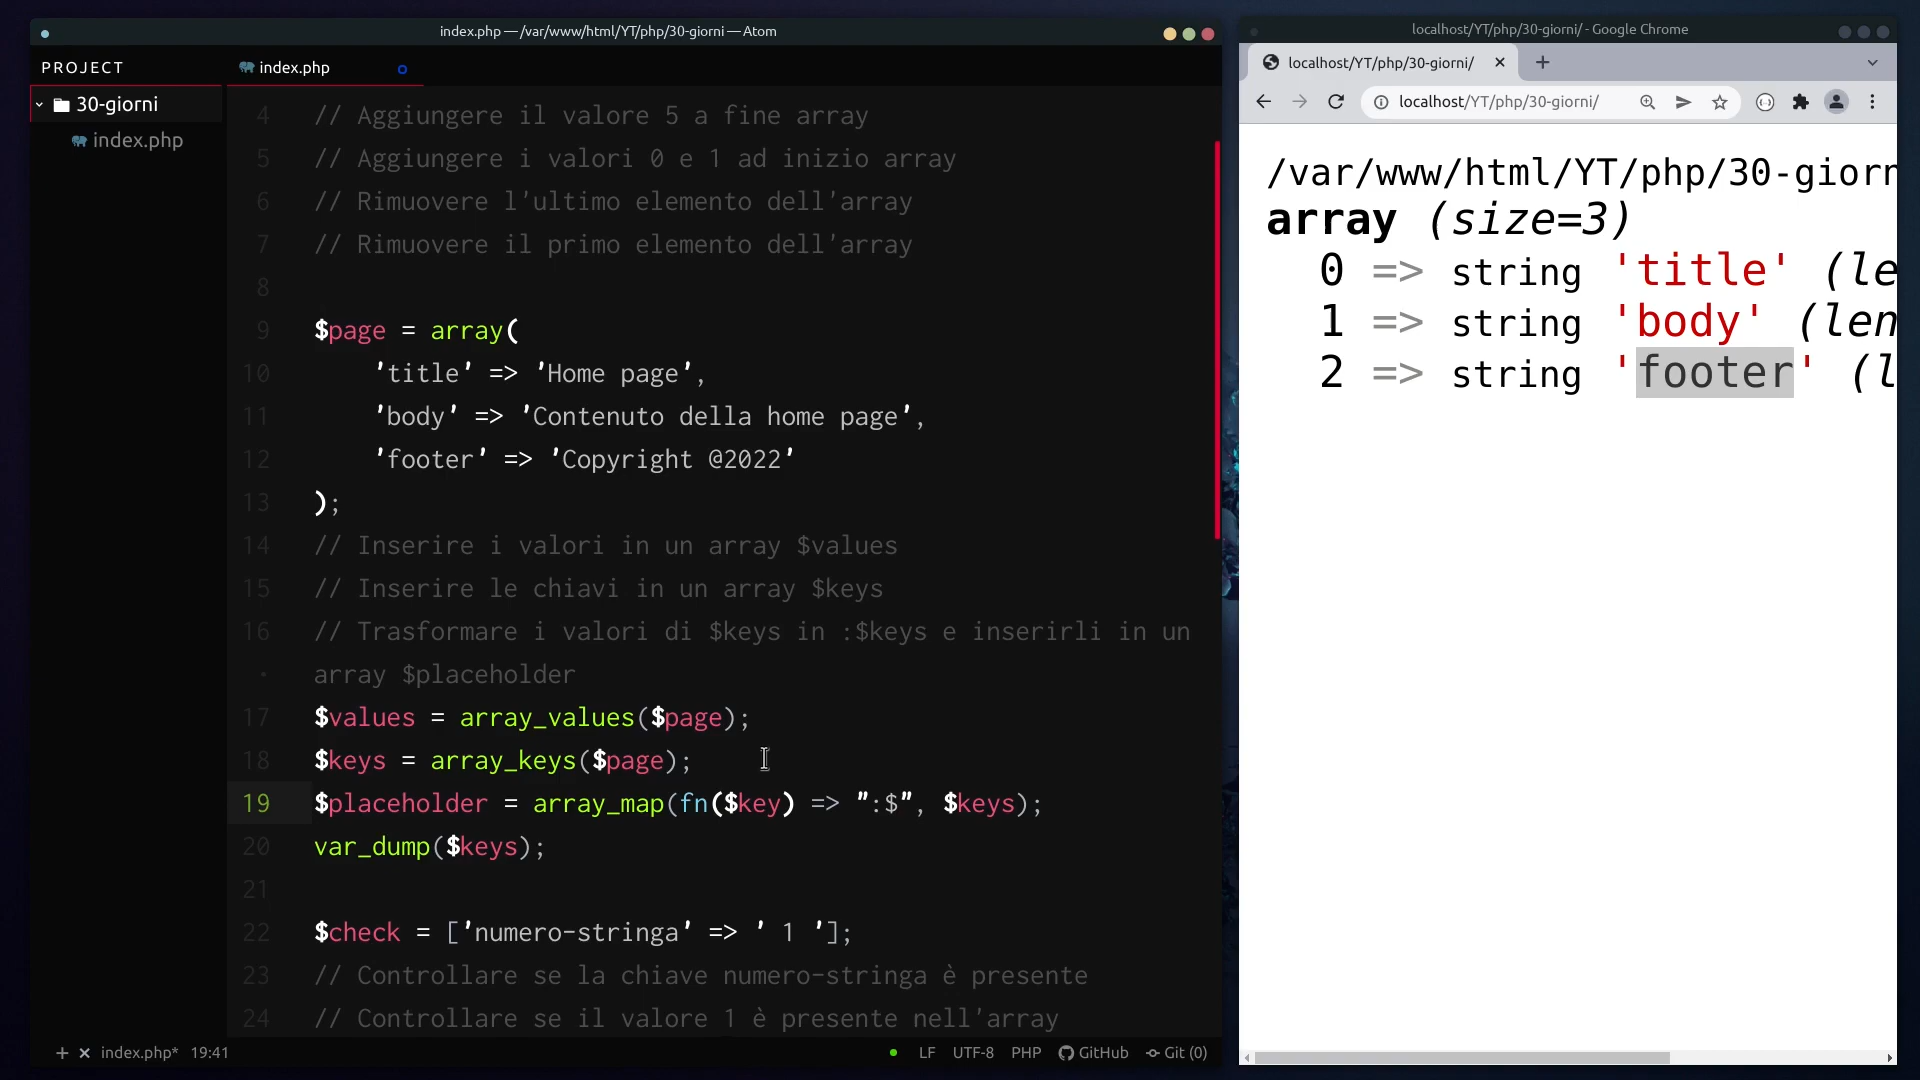 index.php — /var/www/html/YT/php/30-giorni — Atom
PROJECT
30-giorni
index.php
index.php
4 // Aggiungere il valore 5 a fine array
5 // Aggiungere i valori 0 e 1 ad inizio array
6 // Rimuovere l'ultimo elemento dell'array
7 // Rimuovere il primo elemento dell'array
8
9 $page = array(
10 'title' => 'Home page',
11 'body' => 'Contenuto della home page',
12 'footer' => 'Copyright @2022'
13 );
14 // Inserire i valori in un array $values
15 // Inserire le chiavi in un array $keys
16 // Trasformare i valori di $keys in :$keys e inserirli in un
array $placeholder
17 $values = array_values($page);
18 $keys = array_keys($page);
19 $placeholder = array_map(fn($key) => ":$", $keys);
20 var_dump($keys);
21
22 $check = ['numero-stringa' => ' 1 '];
23 // Controllare se la chiave numero-stringa è presente
24 // Controllare se il valore 1 è presente nell'array
index.php* 19:41
LF UTF-8 PHP GitHub Git (0)
localhost/YT/php/30-giorni/ - Google Chrome
localhost/YT/php/30-giorni/
localhost/YT/php/30-giorni/
/var/www/html/YT/php/30-giorn
array (size=3)
0 => string 'title' (le
1 => string 'body' (len
2 => string 'footer' (l